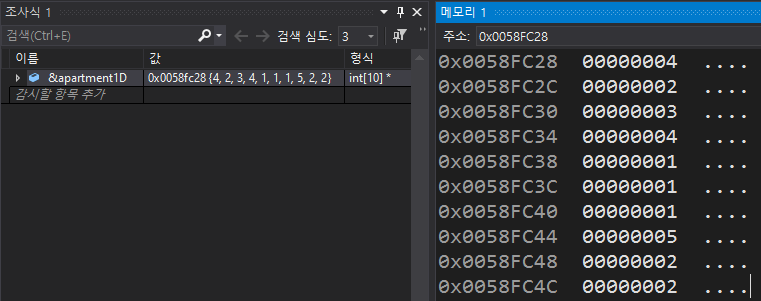 조사식 1
검색(Ctrl+E) 검색 심도: 3
이름 값 형식
&apartment1D 0x0058fc28 {4, 2, 3, 4, 1, 1, 1, 5, 2, 2} int[10] *
감시할 항목 추가
메모리 1
주소: 0x0058FC28
0x0058FC28 00000004 ....
0x0058FC2C 00000002 ....
0x0058FC30 00000003 ....
0x0058FC34 00000004 ....
0x0058FC38 00000001 ....
0x0058FC3C 00000001 ....
0x0058FC40 00000001 ....
0x0058FC44 00000005 ....
0x0058FC48 00000002 ....
0x0058FC4C 00000002 ....